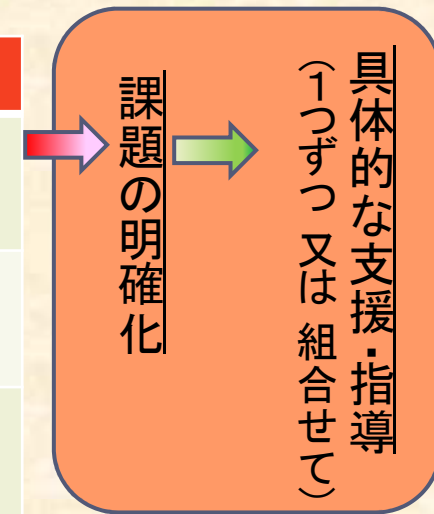 課題の明確化
具体的な支援・指導
（1つずつ 又は 組合せて）